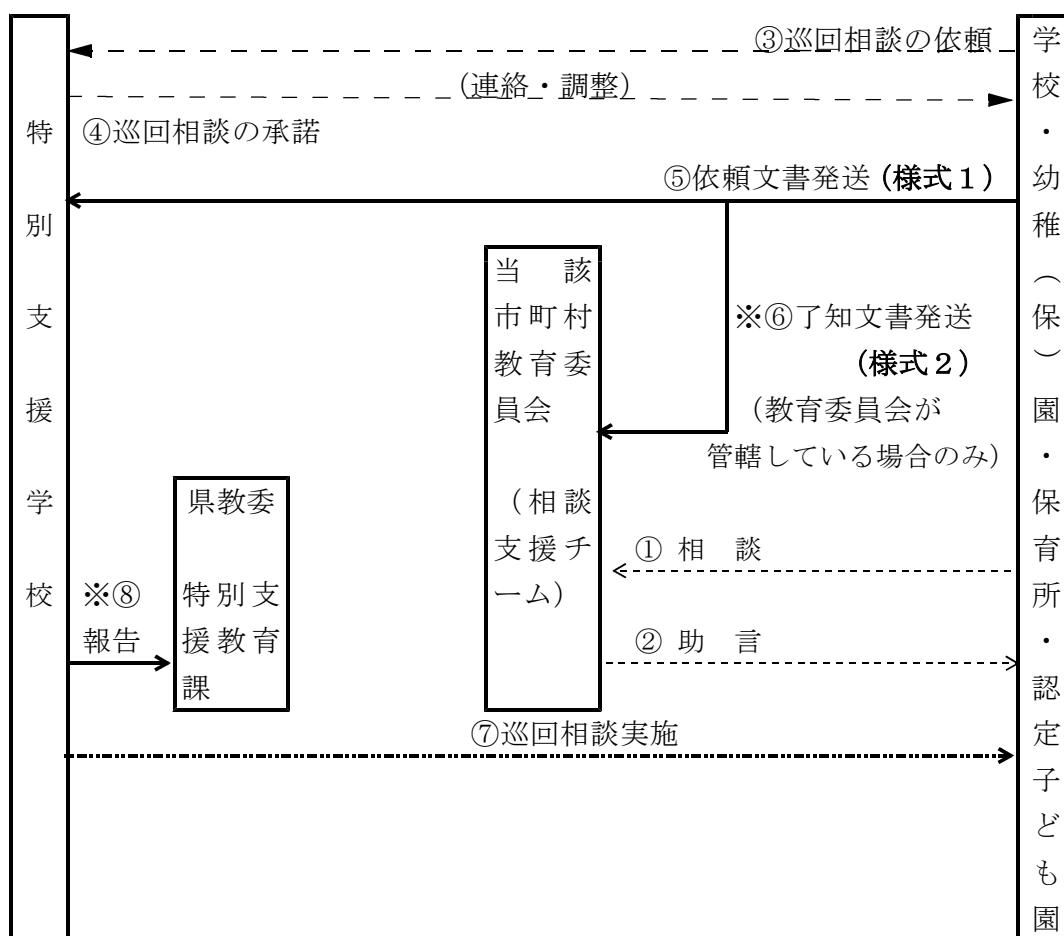 特別支援学校
③巡回相談の依頼
(連絡・調整)
④巡回相談の承諾
⑤依頼文書発送(様式1)
当該
市町村
教育委
員会
(相談
支援チ
ーム)
※⑥了知文書発送
(様式2)
(教育委員会が
管轄している場合のみ)
県教委
特別支
援教育
課
※⑧
報告
① 相 談
② 助 言
⑦巡回相談実施
学校・幼稚(保)園・保育所・認定子ども園